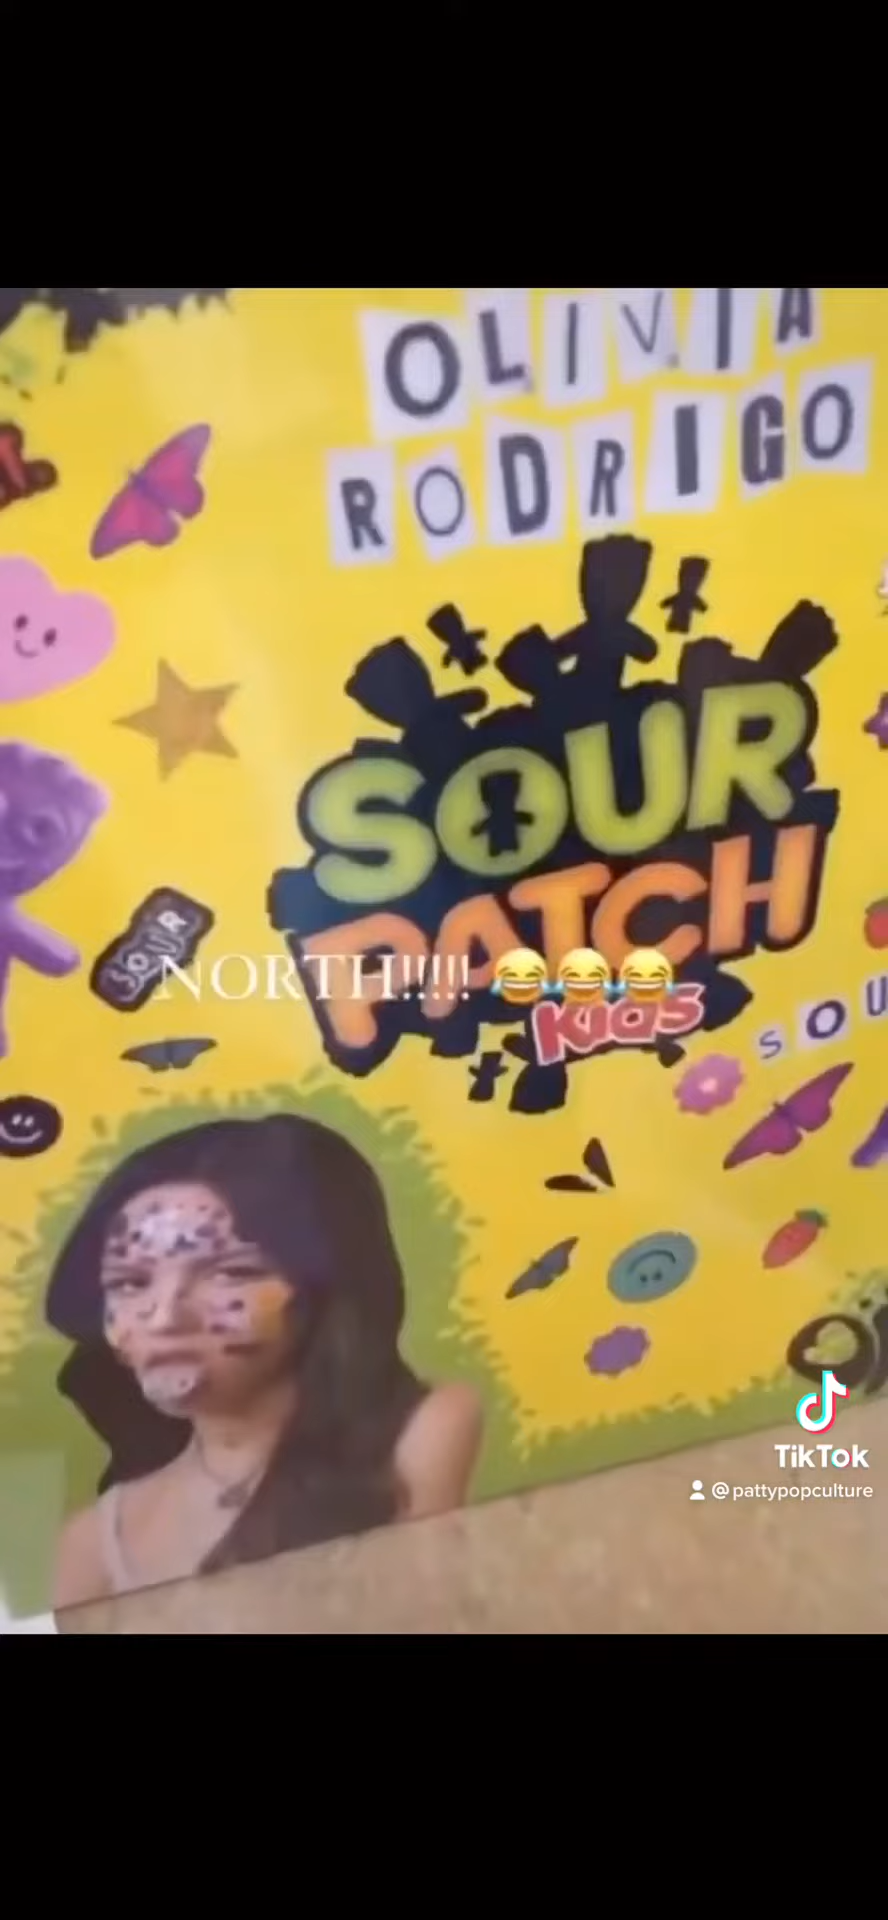 OLIVIA
RODRIGO
SOUR
PATCH
Kids
SOUR
NORTH!!!!! 😂😂😂
SOU
TikTok
@pattypopculture